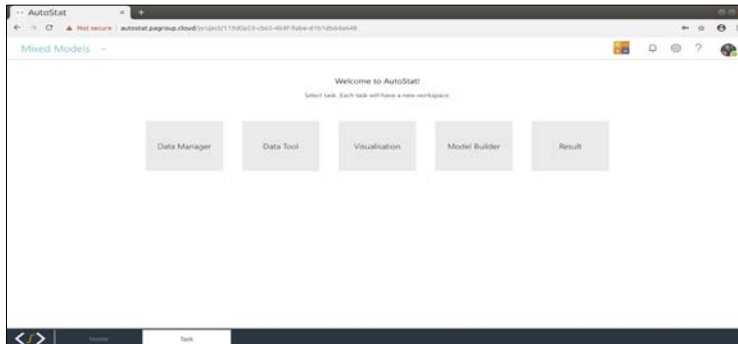 AutoStat
Not secure | autostat.pagroup.cloud/project/
Mixed Models
Welcome to AutoStat!
Select task. Each task will have a new workspace.
Data Manager
Data Tool
Visualisation
Model Builder
Result
Home
Task